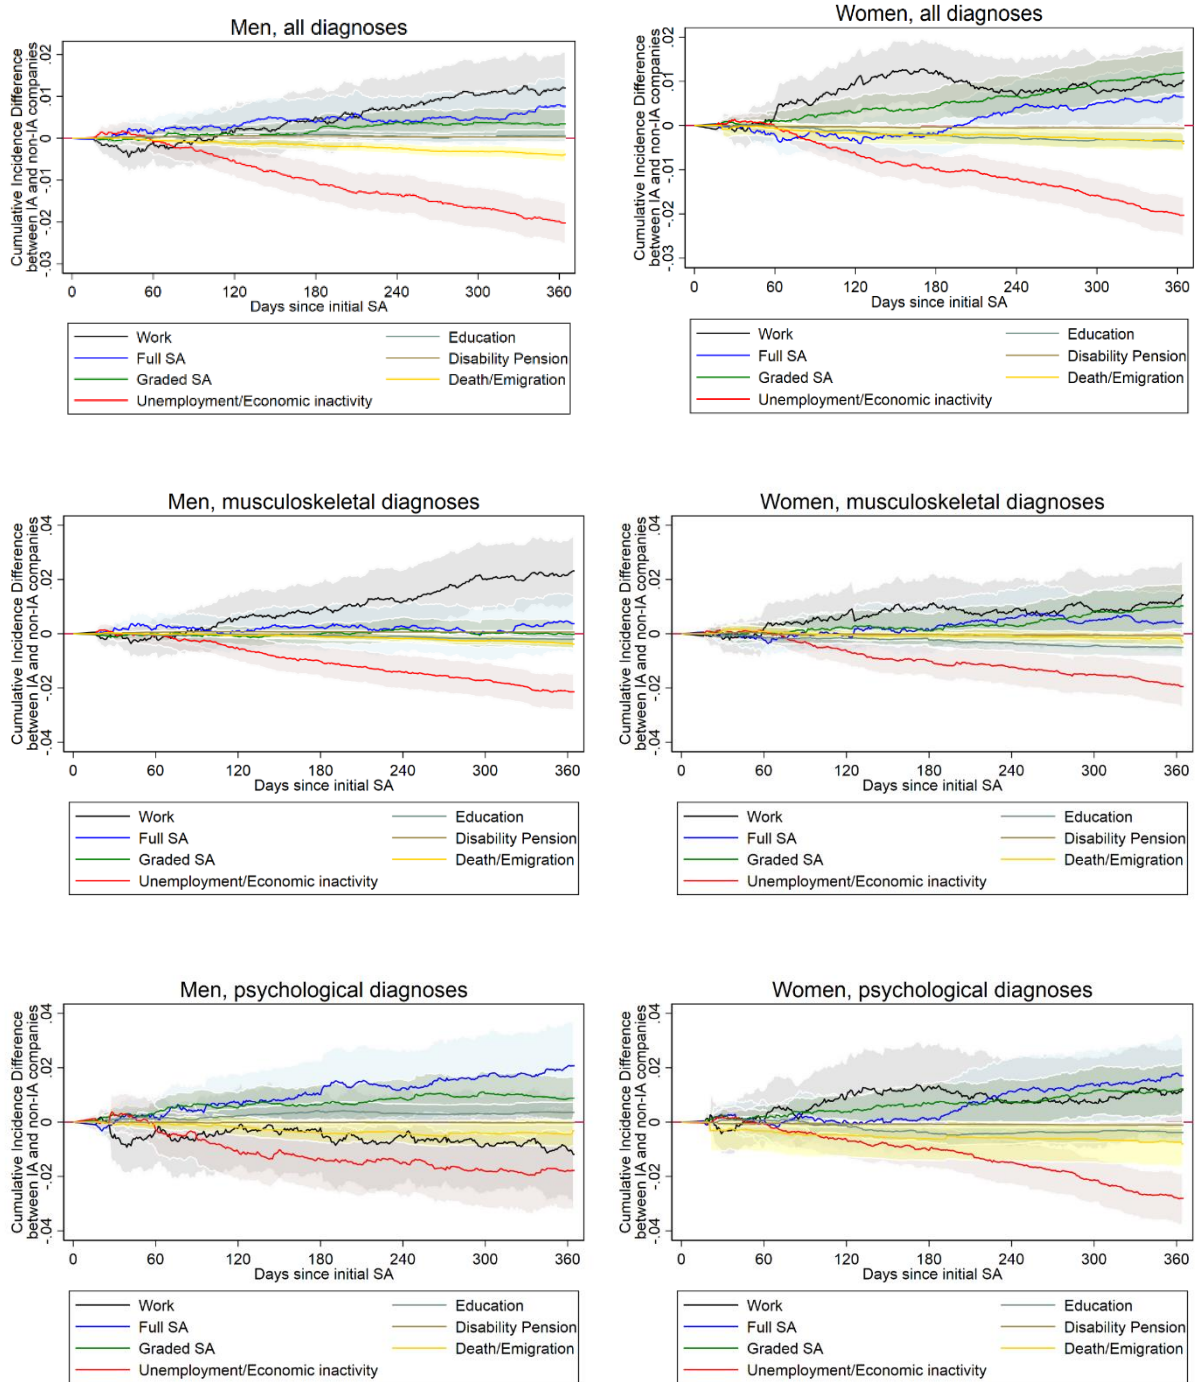 Men, all diagnoses
Cumulative Incidence Difference
between IA and non-IA companies
.02
.01
0
-.01
-.02
-.03
0 60 120 180 240 300 360
Days since initial SA
Work
Full SA
Graded SA
Unemployment/Economic inactivity
Education
Disability Pension
Death/Emigration
Women, all diagnoses
Cumulative Incidence Difference
between IA and non-IA companies
.02
.01
0
-.01
-.02
-.03
0 60 120 180 240 300 360
Days since initial SA
Work
Full SA
Graded SA
Unemployment/Economic inactivity
Education
Disability Pension
Death/Emigration
Men, musculoskeletal diagnoses
Cumulative Incidence Difference
between IA and non-IA companies
.04
.02
0
-.02
-.04
0 60 120 180 240 300 360
Days since initial SA
Work
Full SA
Graded SA
Unemployment/Economic inactivity
Education
Disability Pension
Death/Emigration
Women, musculoskeletal diagnoses
Cumulative Incidence Difference
between IA and non-IA companies
.04
.02
0
-.02
-.04
0 60 120 180 240 300 360
Days since initial SA
Work
Full SA
Graded SA
Unemployment/Economic inactivity
Education
Disability Pension
Death/Emigration
Men, psychological diagnoses
Cumulative Incidence Difference
between IA and non-IA companies
.04
.02
0
-.02
-.04
0 60 120 180 240 300 360
Days since initial SA
Work
Full SA
Graded SA
Unemployment/Economic inactivity
Education
Disability Pension
Death/Emigration
Women, psychological diagnoses
Cumulative Incidence Difference
between IA and non-IA companies
.04
.02
0
-.02
-.04
0 60 120 180 240 300 360
Days since initial SA
Work
Full SA
Graded SA
Unemployment/Economic inactivity
Education
Disability Pension
Death/Emigration